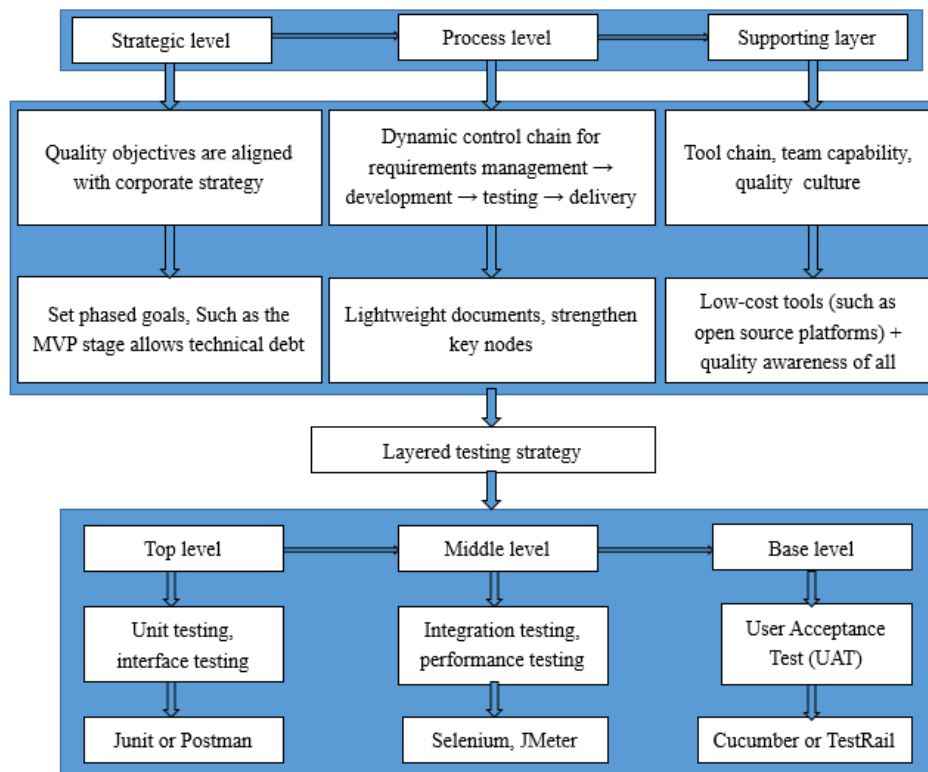 Strategic level
Process level
Supporting layer
Quality objectives are aligned
with corporate strategy
Dynamic control chain for
requirements management →
development → testing → delivery
Tool chain, team capability,
quality culture
Set phased goals, Such as the
MVP stage allows technical debt
Lightweight documents, strengthen
key nodes
Low-cost tools (such as
open source platforms) +
quality awareness of all
Layered testing strategy
Top level
Middle level
Base level
Unit testing,
interface testing
Integration testing,
performance testing
User Acceptance
Test (UAT)
Junit or Postman
Selenium, JMeter
Cucumber or TestRail